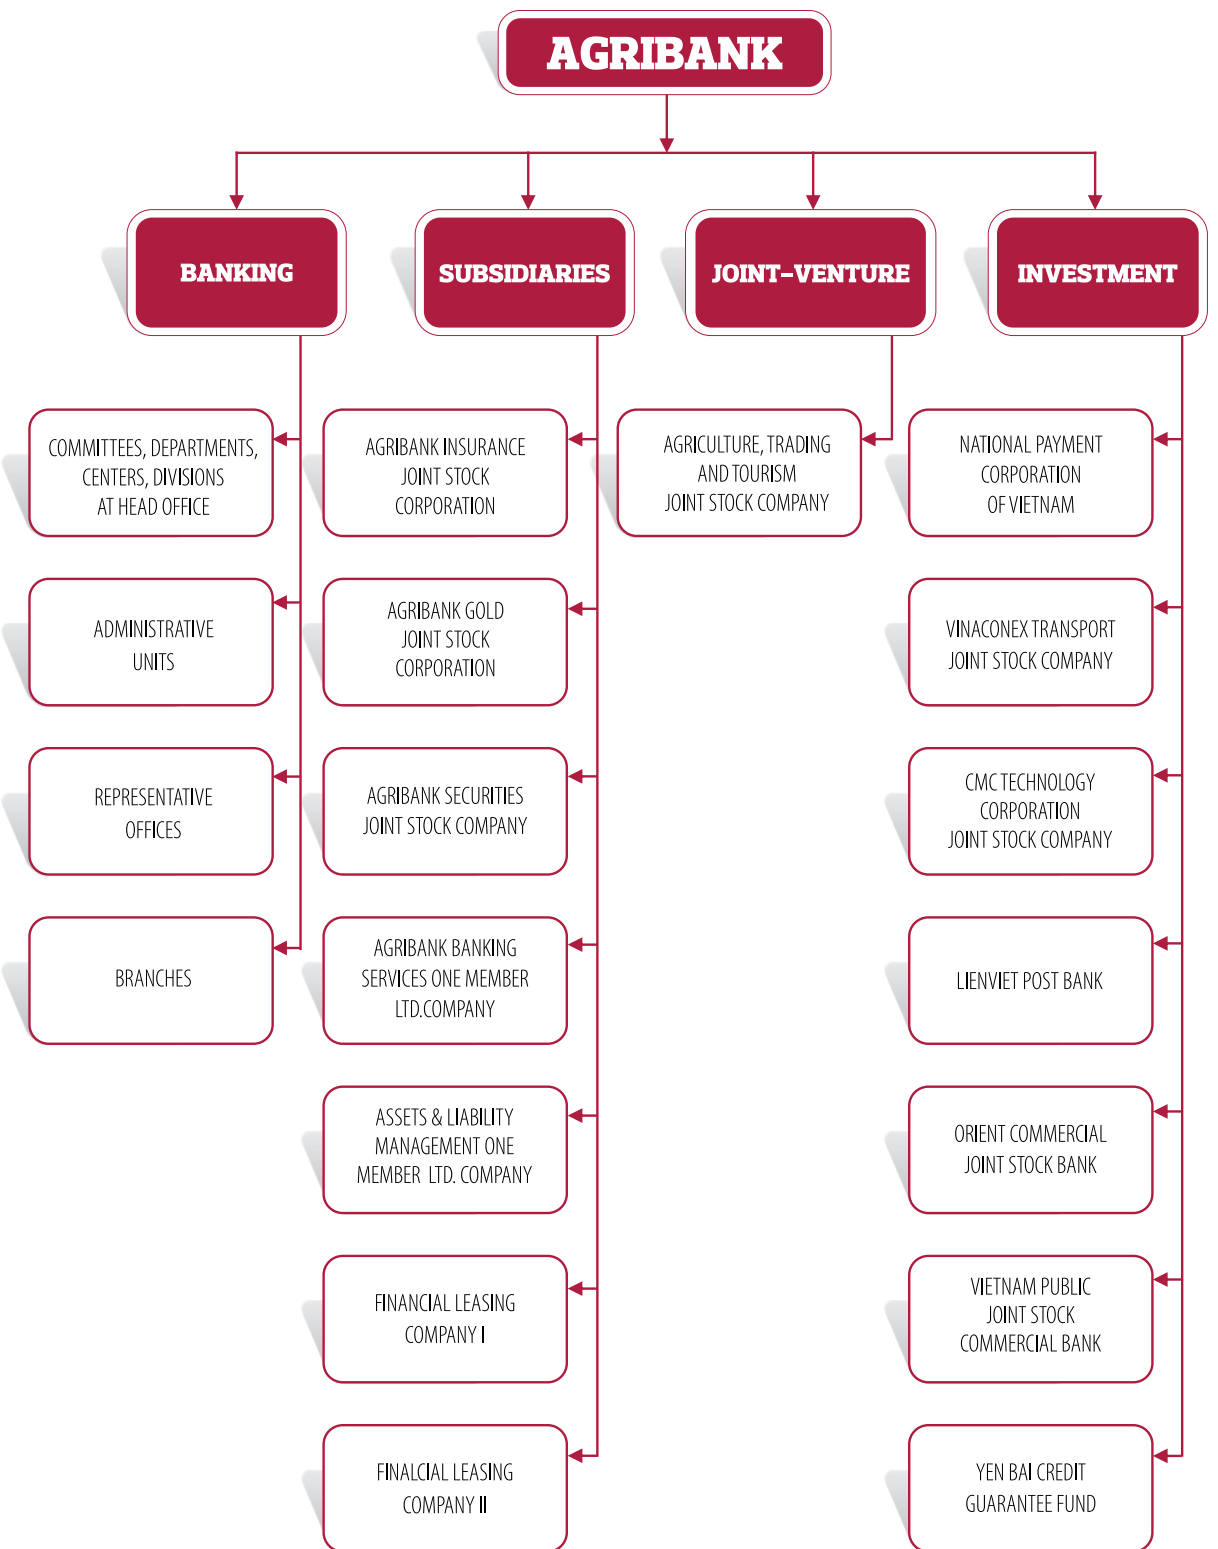 AGRIBANK
BANKING
SUBSIDIARIES
JOINT-VENTURE
INVESTMENT
COMMITTEES, DEPARTMENTS,
CENTERS, DIVISIONS
AT HEAD OFFICE
ADMINISTRATIVE
UNITS
REPRESENTATIVE
OFFICES
BRANCHES
AGRIBANK INSURANCE
JOINT STOCK
CORPORATION
AGRIBANK GOLD
JOINT STOCK
CORPORATION
AGRIBANK SECURITIES
JOINT STOCK COMPANY
AGRIBANK BANKING
SERVICES ONE MEMBER
LTD.COMPANY
ASSETS & LIABILITY
MANAGEMENT ONE
MEMBER LTD. COMPANY
FINANCIAL LEASING
COMPANY I
FINALCIAL LEASING
COMPANY II
AGRICULTURE, TRADING
AND TOURISM
JOINT STOCK COMPANY
NATIONAL PAYMENT
CORPORATION
OF VIETNAM
VINACONEX TRANSPORT
JOINT STOCK COMPANY
CMC TECHNOLOGY
CORPORATION
JOINT STOCK COMPANY
LIENVIET POST BANK
ORIENT COMMERCIAL
JOINT STOCK BANK
VIETNAM PUBLIC
JOINT STOCK
COMMERCIAL BANK
YEN BAI CREDIT
GUARANTEE FUND